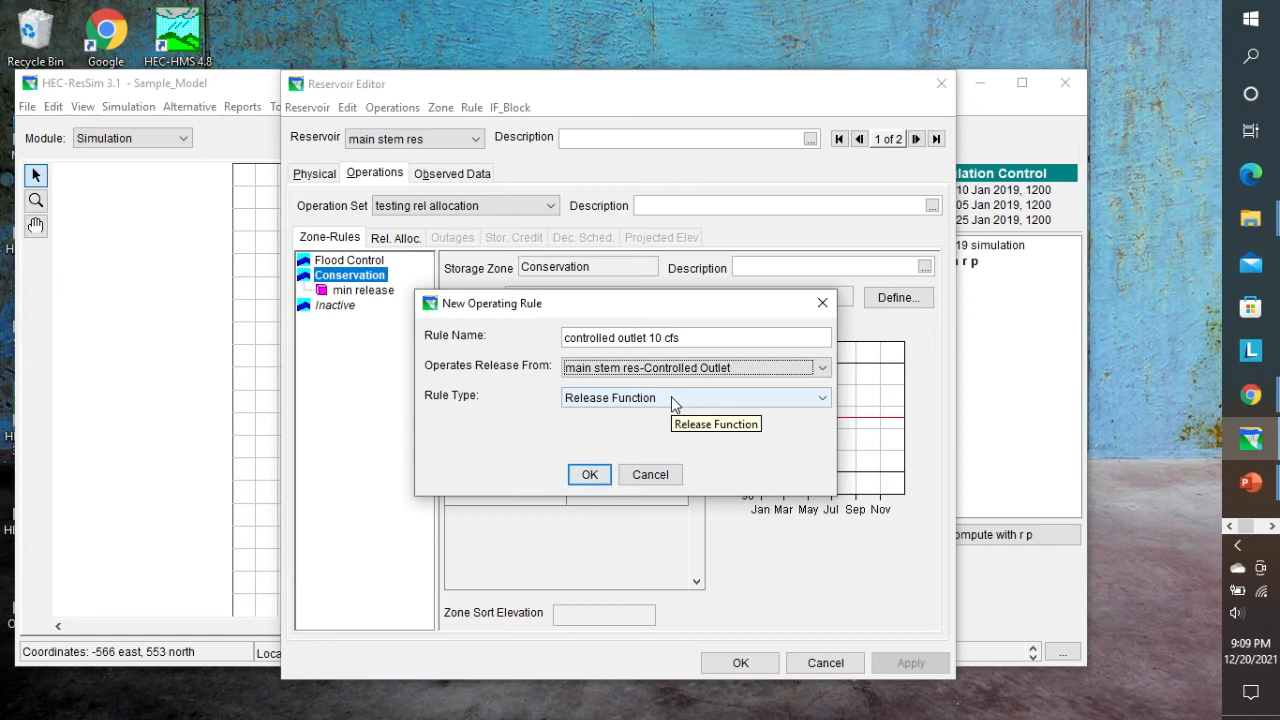 Recycle Bin
Google
HEC-HMS 4.8
HEC-ResSim 3.1 - Sample_Model
File Edit View Simulation Alternative Reports To
Module: Simulation
Reservoir Editor
Reservoir Edit Operations Zone Rule IF_Block
Reservoir main stem res Description ... 1 of 2
Physical Operations Observed Data
Operation Set testing rel allocation Description ...
Zone-Rules Rel. Alloc. Outages Stor. Credit Dec. Sched. Projected Elev
Flood Control
Conservation
min release
Inactive
Storage Zone Conservation Description ...
Define...
New Operating Rule
Rule Name: controlled outlet 10 cfs
Operates Release From: main stem res-Controlled Outlet
Rule Type: Release Function
Release Function
OK Cancel
Jan Mar May Jul Sep Nov
Zone Sort Elevation
OK Cancel Apply
lation Control
10 Jan 2019, 1200
05 Jan 2019, 1200
25 Jan 2019, 1200
19 simulation
r p
ompute with r p
Coordinates: -566 east, 553 north
Loca
...
9:09 PM
12/20/2021